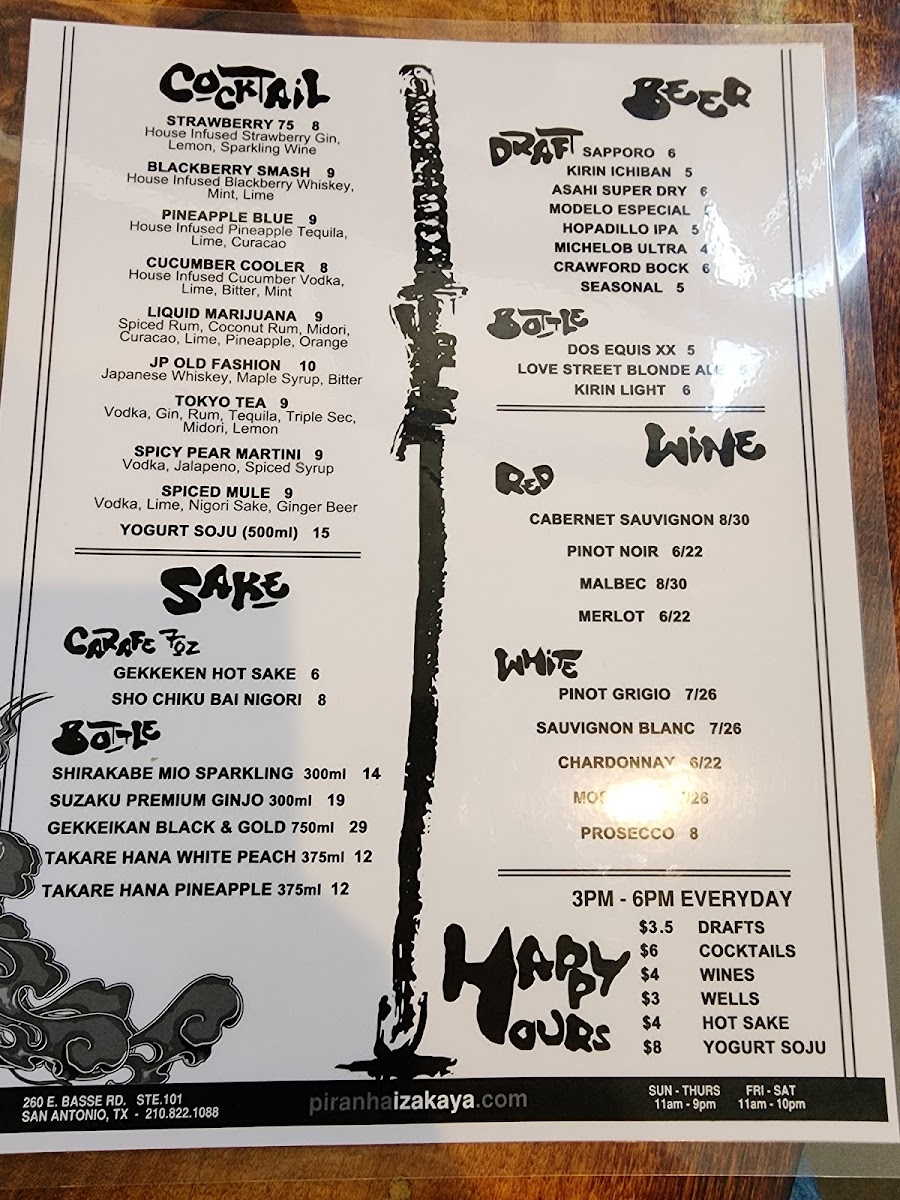 COCKTAIL
STRAWBERRY 75 8
House Infused Strawberry Gin,
Lemon, Sparkling Wine
BLACKBERRY SMASH 9
House Infused Blackberry Whiskey,
Mint, Lime
PINEAPPLE BLUE 9
House Infused Pineapple Tequila,
Lime, Curacao
CUCUMBER COOLER 8
House Infused Cucumber Vodka,
Lime, Bitter, Mint
LIQUID MARIJUANA 9
Spiced Rum, Coconut Rum, Midori,
Curacao, Lime, Pineapple, Orange
JP OLD FASHION 10
Japanese Whiskey, Maple Syrup, Bitter
TOKYO TEA 9
Vodka, Gin, Rum, Tequila, Triple Sec,
Midori, Lemon
SPICY PEAR MARTINI 9
Vodka, Jalapeno, Spiced Syrup
SPICED MULE 9
Vodka, Lime, Nigori Sake, Ginger Beer
YOGURT SOJU (500ml) 15
SAKE
CARAFE 7oz
GEKKEKEN HOT SAKE 6
SHO CHIKU BAI NIGORI 8
BOTTLE
SHIRAKABE MIO SPARKLING 300ml 14
SUZAKU PREMIUM GINJO 300ml 19
GEKKEIKAN BLACK & GOLD 750ml 29
TAKARE HANA WHITE PEACH 375ml 12
TAKARE HANA PINEAPPLE 375ml 12
BEER
DRAFT SAPPORO 6
KIRIN ICHIBAN 5
ASAHI SUPER DRY 6
MODELO ESPECIAL
HOPADILLO IPA 5
MICHELOB ULTRA 4
CRAWFORD BOCK 6
SEASONAL 5
BOTTLE
DOS EQUIS XX 5
LOVE STREET BLONDE ALE
KIRIN LIGHT 6
WINE
RED
CABERNET SAUVIGNON 8/30
PINOT NOIR 6/22
MALBEC 8/30
MERLOT 6/22
WHITE
PINOT GRIGIO 7/26
SAUVIGNON BLANC 7/26
CHARDONNAY 6/22
PROSECCO 8
3PM - 6PM EVERYDAY
HAPPY HOURS
$3.5 DRAFTS
$6 COCKTAILS
$4 WINES
$3 WELLS
$4 HOT SAKE
$8 YOGURT SOJU
260 E. BASSE RD. STE.101
SAN ANTONIO, TX - 210.822.1088
piranhaizakaya.com
SUN - THURS FRI - SAT
11am - 9pm 11am - 10pm